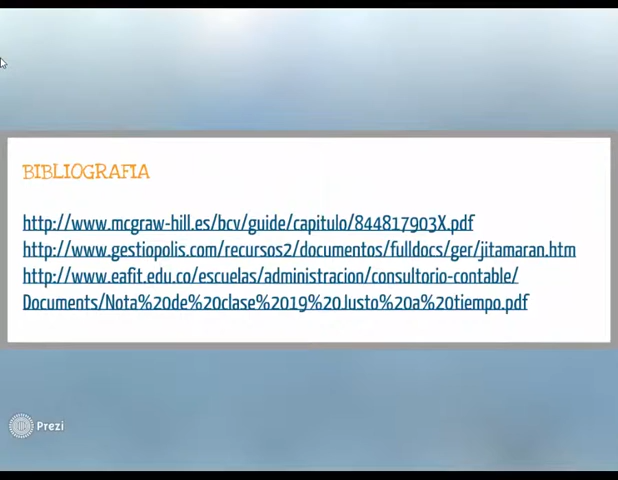 BIBLIOGRAFIA
http://www.mcgraw-hill.es/bcv/guide/capitulo/844817903X.pdf
http://www.gestiopolis.com/recursos2/documentos/fulldocs/ger/jitamaran.htm
http://www.eafit.edu.co/escuelas/administracion/consultorio-contable/
Documents/Nota%20de%20clase%2019%20Justo%20a%20tiempo.pdf
Prezi